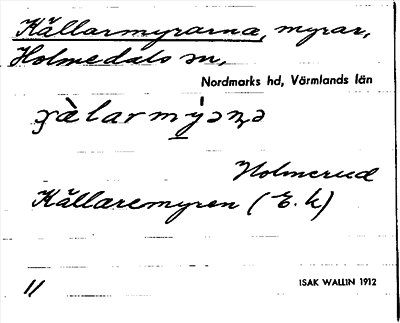 Källarmyrarna, myrar,
Holmedals sn,
Nordmarks hd, Värmlands län
Holmerud
Källaremyren (E. k)
11
ISAK WALLIN 1912